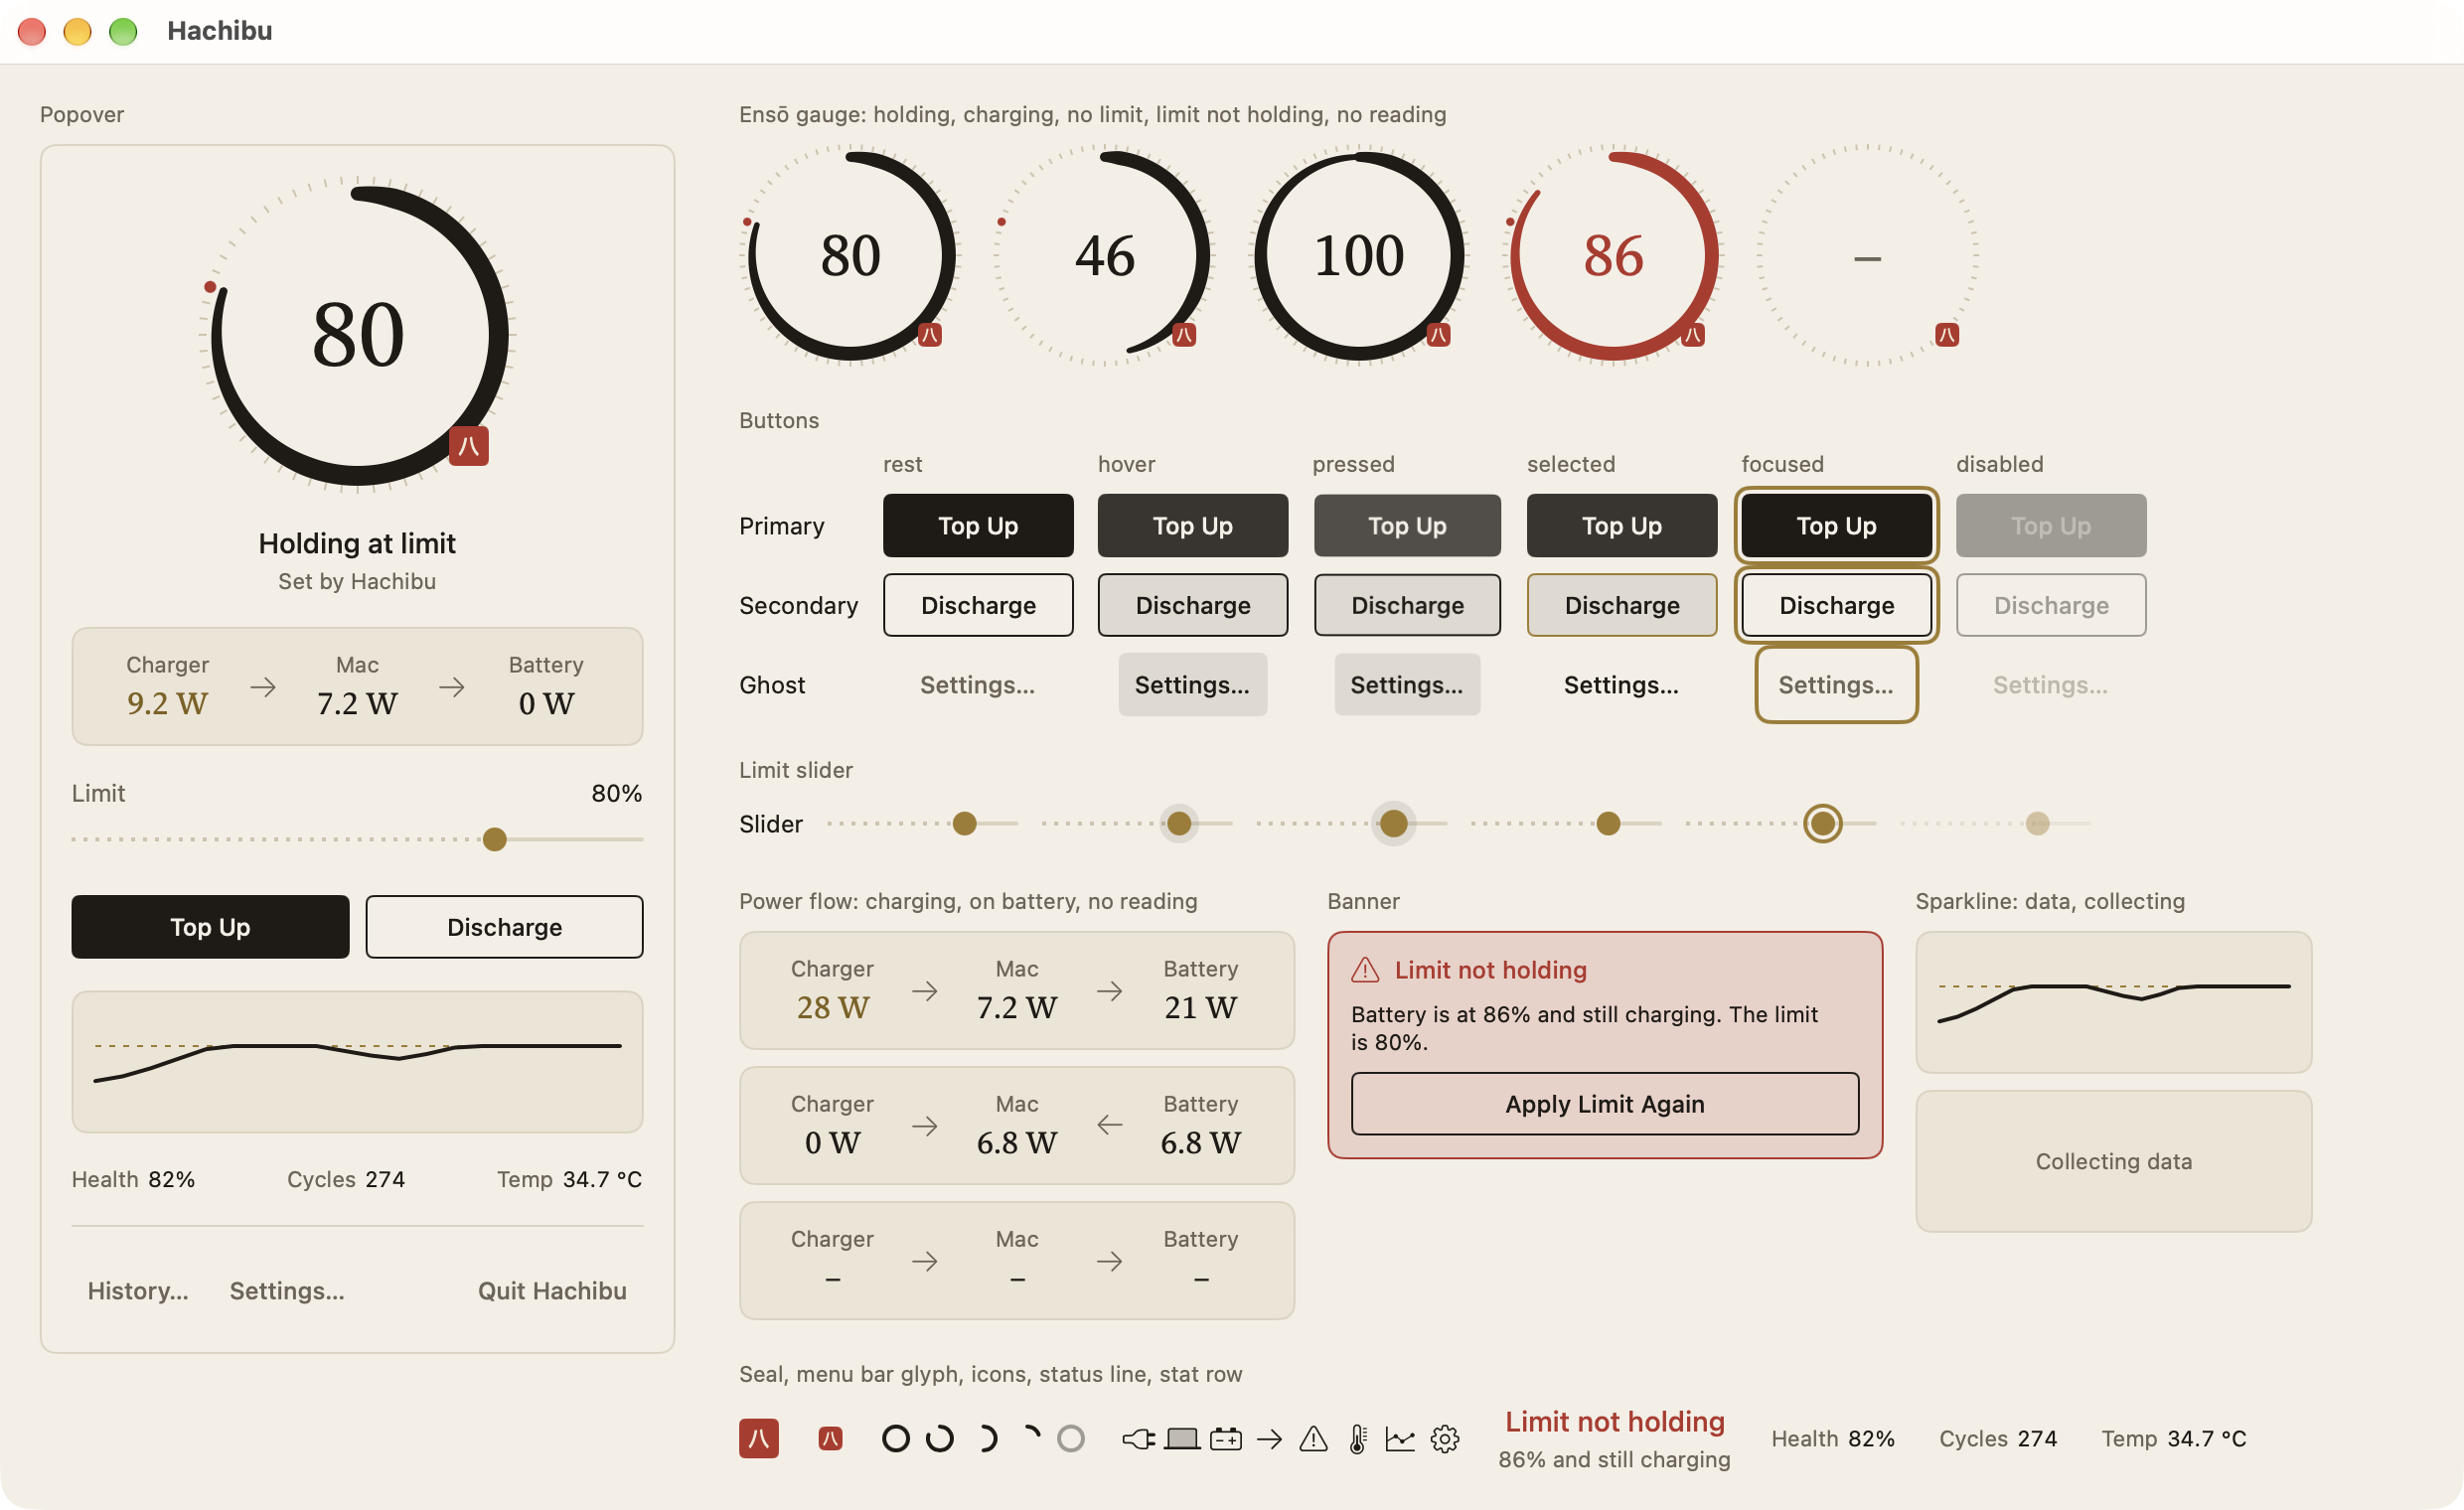 Hachibu
Popover
80
八
Holding at limit
Set by Hachibu
Charger Mac Battery
9.2 W → 7.2 W → 0 W
Limit 80%
Top Up Discharge
Health 82% Cycles 274 Temp 34.7 °C
History... Settings... Quit Hachibu
Ensō gauge: holding, charging, no limit, limit not holding, no reading
80 46 100 86 –
八 八 八 八 八
Buttons
rest hover pressed selected focused disabled
Primary Top Up Top Up Top Up Top Up Top Up Top Up
Secondary Discharge Discharge Discharge Discharge Discharge Discharge
Ghost Settings... Settings... Settings... Settings... Settings... Settings...
Limit slider
Slider
Power flow: charging, on battery, no reading
Charger Mac Battery
28 W → 7.2 W → 21 W
Charger Mac Battery
0 W → 6.8 W ← 6.8 W
Charger Mac Battery
– → – → –
Banner
Limit not holding
Battery is at 86% and still charging. The limit
is 80%.
Apply Limit Again
Sparkline: data, collecting
Collecting data
Seal, menu bar glyph, icons, status line, stat row
八 八
Limit not holding
86% and still charging
Health 82% Cycles 274 Temp 34.7 °C